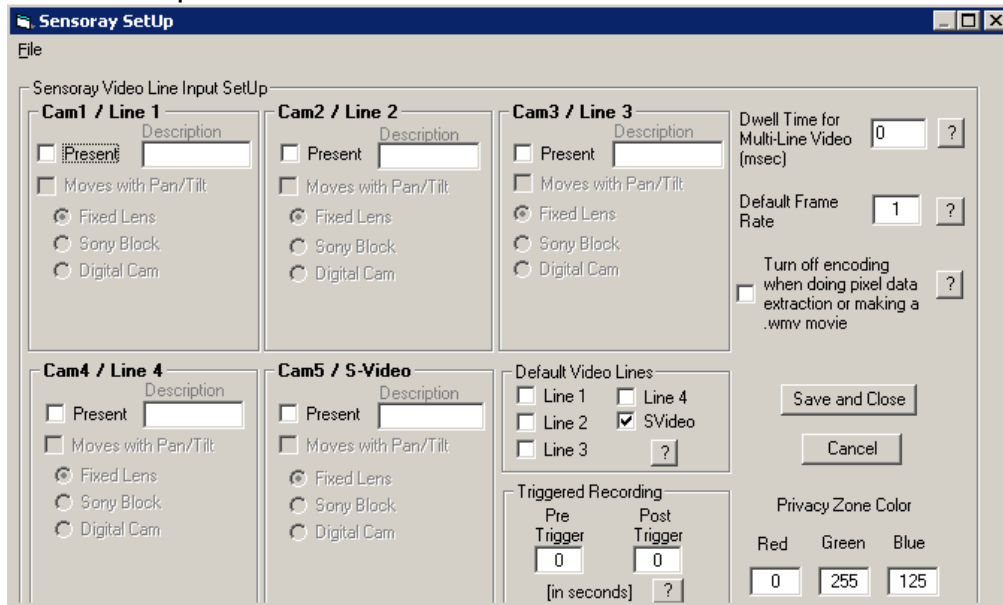 Sensoray SetUp
File
Sensoray Video Line Input SetUp
Cam1 / Line 1
Description
Present
Moves with Pan/Tilt
Fixed Lens
Sony Block
Digital Cam
Cam2 / Line 2
Description
Present
Moves with Pan/Tilt
Fixed Lens
Sony Block
Digital Cam
Cam3 / Line 3
Description
Present
Moves with Pan/Tilt
Fixed Lens
Sony Block
Digital Cam
Dwell Time for
Multi-Line Video
(msec)
0
?
Default Frame
Rate
1
?
Turn off encoding
when doing pixel data
extraction or making a
.wmv movie
?
Cam4 / Line 4
Description
Present
Moves with Pan/Tilt
Fixed Lens
Sony Block
Digital Cam
Cam5 / S-Video
Description
Present
Moves with Pan/Tilt
Fixed Lens
Sony Block
Digital Cam
Default Video Lines
Line 1
Line 4
Line 2
SVideo
Line 3
?
Triggered Recording
Pre
Trigger
Post
Trigger
0
0
[in seconds]
?
Save and Close
Cancel
Privacy Zone Color
Red Green Blue
0 255 125